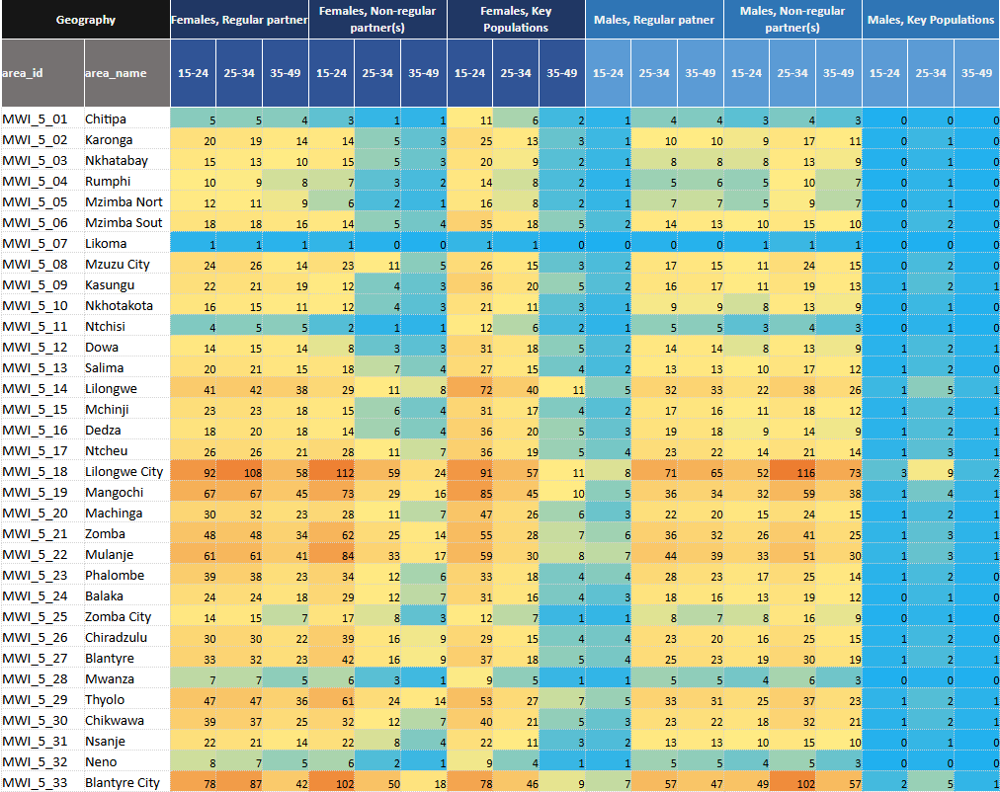 Geography Females, Regular partner Females, Non-regular partner(s) Females, Key Populations Males, Regular patner Males, Non-regular partner(s) Males, Key Populations
area_id area_name 15-24 25-34 35-49 15-24 25-34 35-49 15-24 25-34 35-49 15-24 25-34 35-49 15-24 25-34 35-49 15-24 25-34 35-49
MWI_5_01 Chitipa 5 5 4 3 1 1 11 6 2 1 4 4 3 4 3 0 0 0
MWI_5_02 Karonga 20 19 14 14 5 3 25 13 3 1 10 10 9 17 11 0 1 0
MWI_5_03 Nkhatabay 15 13 10 15 5 3 20 9 2 1 8 8 8 13 9 0 1 0
MWI_5_04 Rumphi 10 9 8 7 3 2 14 8 2 1 5 6 5 10 7 0 1 0
MWI_5_05 Mzimba Nort 12 11 9 6 2 1 16 8 2 1 7 7 5 9 7 0 1 0
MWI_5_06 Mzimba Sout 18 18 16 14 5 4 35 18 5 2 14 13 10 15 10 0 2 0
MWI_5_07 Likoma 1 1 1 1 0 0 1 1 0 0 0 0 1 1 1 0 0 0
MWI_5_08 Mzuzu City 24 26 14 23 11 5 26 15 3 2 17 15 11 24 15 0 2 0
MWI_5_09 Kasungu 22 21 19 12 4 3 36 20 5 2 16 17 11 19 13 1 2 1
MWI_5_10 Nkhotakota 16 15 11 12 4 3 21 11 3 1 9 9 8 13 9 0 1 0
MWI_5_11 Ntchisi 4 5 5 2 1 1 12 6 2 1 5 5 3 4 3 0 1 0
MWI_5_12 Dowa 14 15 14 8 3 3 31 18 5 2 14 14 8 13 9 1 2 1
MWI_5_13 Salima 20 21 15 18 7 4 27 15 4 2 13 13 10 17 12 1 2 0
MWI_5_14 Lilongwe 41 42 38 29 11 8 72 40 11 5 32 33 22 38 26 1 5 1
MWI_5_15 Mchinji 23 23 18 15 6 4 31 17 4 2 17 16 11 18 12 1 2 1
MWI_5_16 Dedza 18 20 18 14 6 4 36 20 5 3 19 18 9 14 9 1 2 1
MWI_5_17 Ntcheu 26 26 21 28 11 7 36 19 5 4 23 22 14 21 14 1 3 1
MWI_5_18 Lilongwe City 92 108 58 112 59 24 91 57 11 8 71 65 52 116 73 3 9 2
MWI_5_19 Mangochi 67 67 45 73 29 16 85 45 10 5 36 34 32 59 38 1 4 1
MWI_5_20 Machinga 30 32 23 28 11 7 47 26 6 3 22 20 15 24 15 1 2 1
MWI_5_21 Zomba 48 48 34 62 25 14 55 28 7 6 36 32 26 41 25 1 3 1
MWI_5_22 Mulanje 61 61 41 84 33 17 59 30 8 7 44 39 33 51 30 1 3 1
MWI_5_23 Phalombe 39 38 23 34 12 6 33 18 4 4 28 23 17 25 14 1 2 0
MWI_5_24 Balaka 24 24 18 29 12 7 31 16 4 3 18 16 13 19 12 0 1 0
MWI_5_25 Zomba City 14 15 7 17 8 3 12 7 1 1 8 7 8 16 9 0 1 0
MWI_5_26 Chiradzulu 30 30 22 39 16 9 29 15 4 4 23 20 16 25 15 1 2 0
MWI_5_27 Blantyre 33 32 23 42 16 9 37 18 5 4 25 23 19 30 19 1 2 1
MWI_5_28 Mwanza 7 7 5 6 3 1 9 5 1 1 5 5 4 6 3 0 0 0
MWI_5_29 Thyolo 47 47 36 61 24 14 53 27 7 5 33 31 25 37 23 1 2 1
MWI_5_30 Chikwawa 39 37 25 32 12 7 40 21 5 3 23 22 18 32 21 1 2 1
MWI_5_31 Nsanje 22 21 14 22 8 4 22 11 3 2 13 13 10 15 10 0 1 0
MWI_5_32 Neno 8 7 5 6 2 1 9 4 1 1 5 5 4 5 3 0 0 0
MWI_5_33 Blantyre City 78 87 42 102 50 18 78 46 9 7 57 47 49 102 57 2 5 1